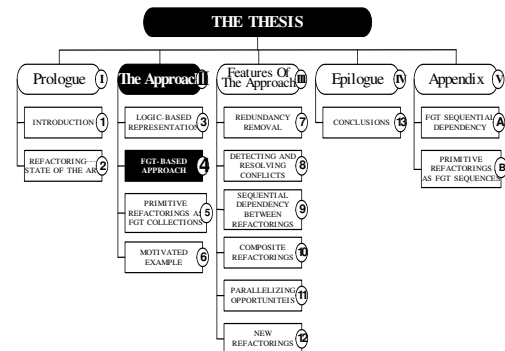 THE THESIS
Prologue I
INTRODUCTION 1
REFACTORING
STATE OF THE AR 2
The Approach II
LOGIC-BASED
REPRESENTATION 3
FGT-BASED
APPROACH 4
PRIMITIVE
REFACTORINGS AS
FGT COLLECTIONS 5
MOTIVATED
EXAMPLE 6
Features Of
The Approach III
REDUNDANCY
REMOVAL 7
DETECTING AND
RESOLVING
CONFLICTS 8
SEQUENTIAL
DEPENDENCY
BETWEEN
REFACTORINGS 9
COMPOSITE
REFACTORINGS 10
PARALLELIZING
OPPORTUNITEIS 11
NEW
REFACTORINGS 12
Epilogue IV
CONCLUSIONS 13
Appendix V
FGT SEQUENTIAL
DEPENDENCY A
PRIMITIVE
REFACTORINGS
AS FGT SEQUENCES B